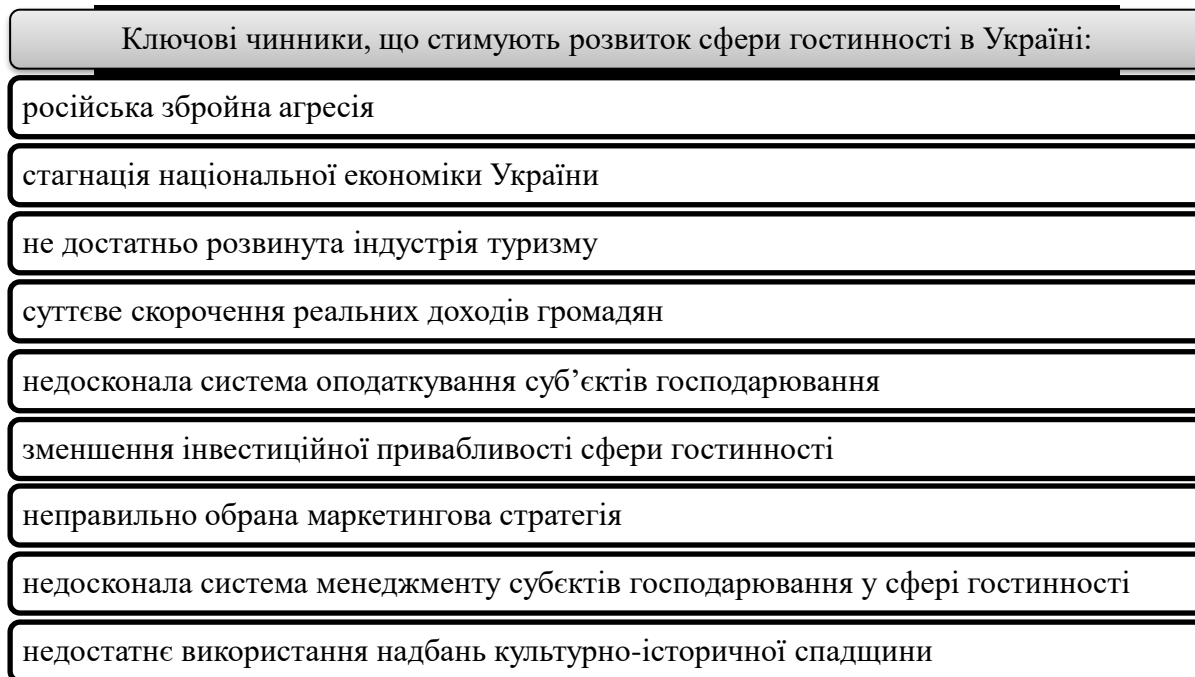 Ключові чинники, що стимують розвиток сфери гостинності в Україні:
російська збройна агресія
стагнація національної економіки України
не достатньо розвинута індустрія туризму
суттєве скорочення реальних доходів громадян
недосконала система оподаткування суб’єктів господарювання
зменшення інвестиційної привабливості сфери гостинності
неправильно обрана маркетингова стратегія
недосконала система менеджменту субєктів господарювання у сфері гостинності
недостатнє використання надбань культурно-історичної спадщини